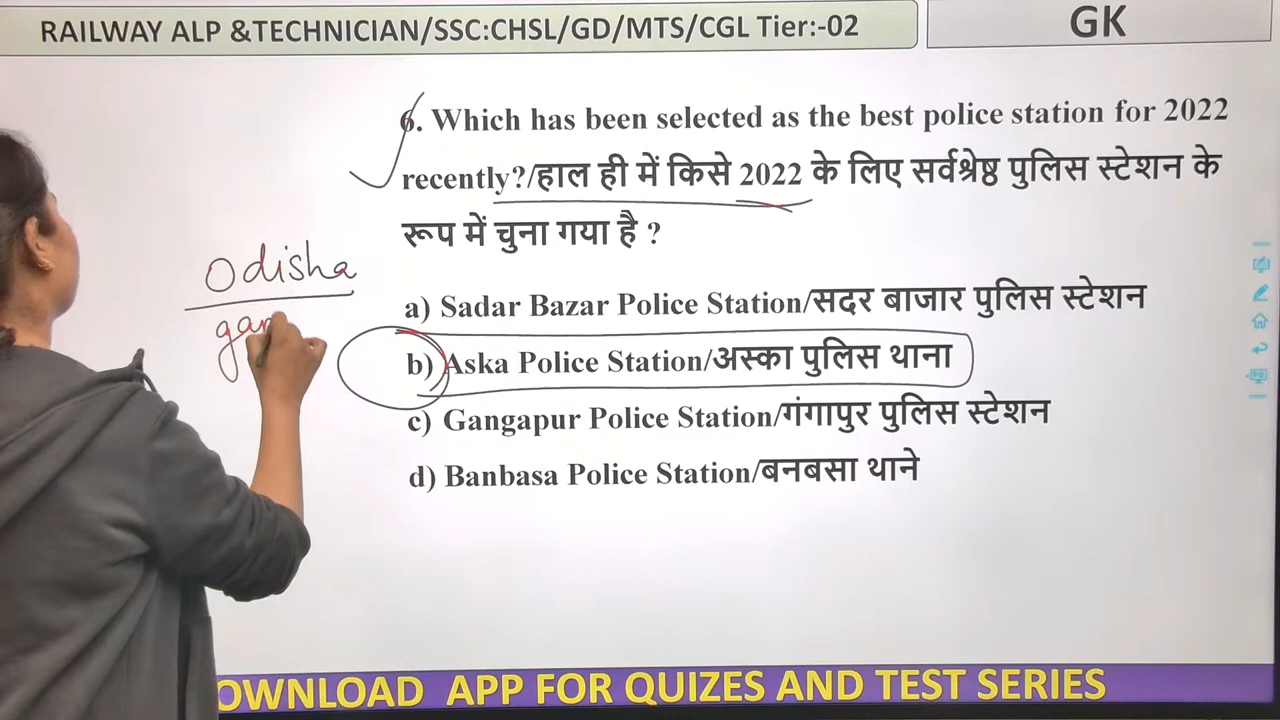 RAILWAY ALP &TECHNICIAN/SSC:CHSL/GD/MTS/CGL Tier:-02
GK
6. Which has been selected as the best police station for 2022
recently?/हाल ही में किसे 2022 के लिए सर्वश्रेष्ठ पुलिस स्टेशन के
रूप में चुना गया है ?
Odisha
gan
a) Sadar Bazar Police Station/सदर बाजार पुलिस स्टेशन
b) Aska Police Station/अस्का पुलिस थाना
c) Gangapur Police Station/गंगापुर पुलिस स्टेशन
d) Banbasa Police Station/बनबसा थाने
OWNLOAD APP FOR QUIZES AND TEST SERIES